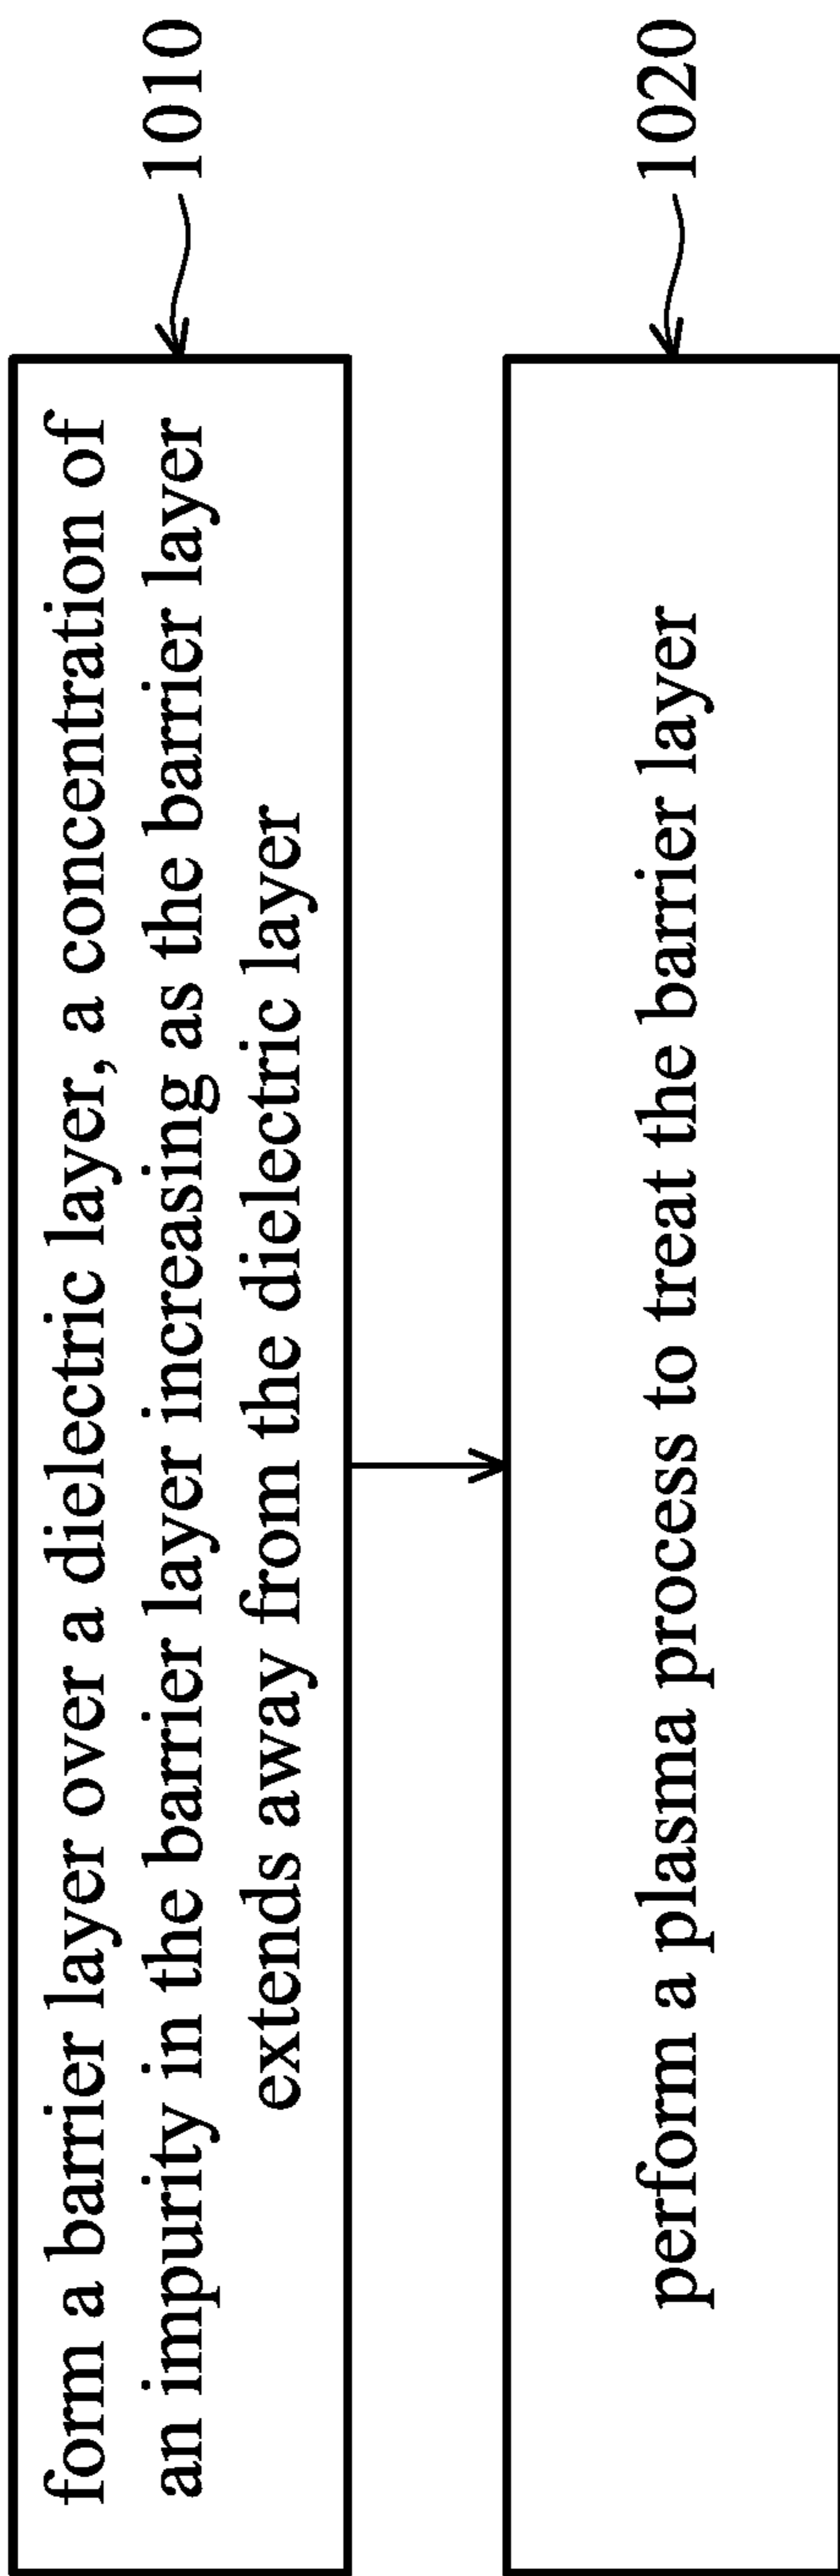 form a barrier layer over a dielectric layer, a concentration of
an impurity in the barrier layer increasing as the barrier layer
extends away from the dielectric layer
1010
perform a plasma process to treat the barrier layer
1020